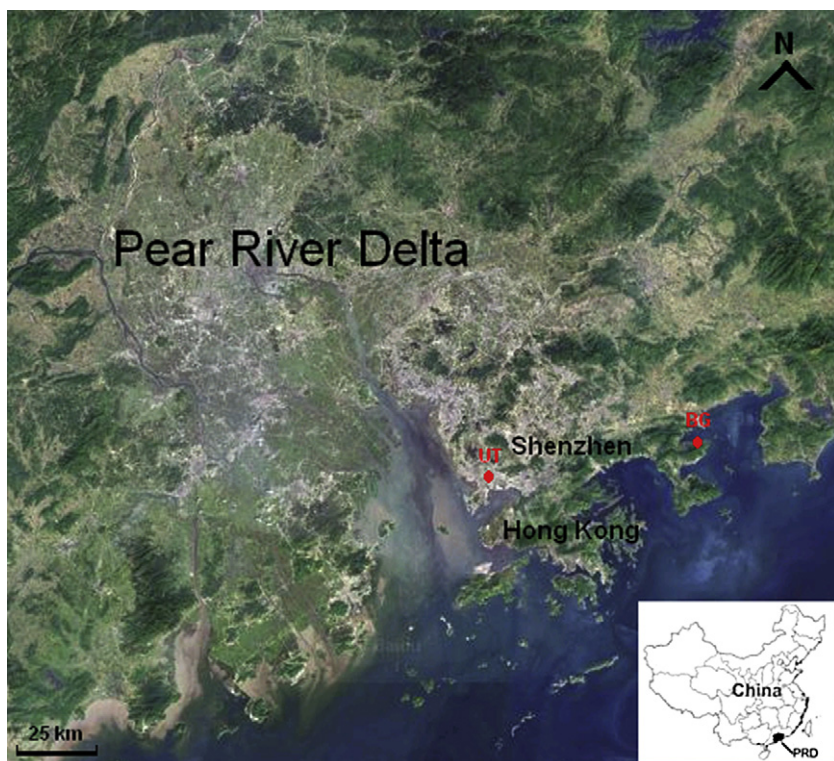 N
Pear River Delta
BG
Shenzhen
UT
Hong Kong
25 km
China
PRD